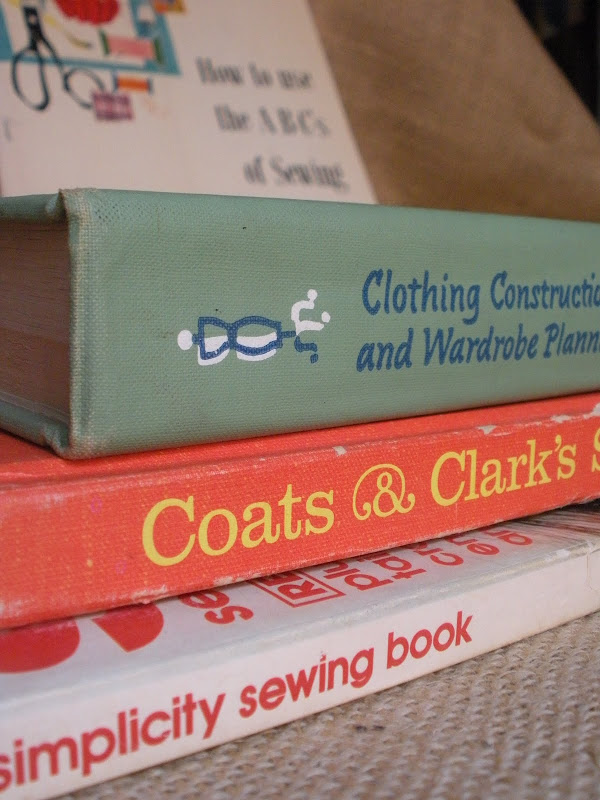 How to use
the A B C's
of Sewing
Clothing Constructio
and Wardrobe Plann
Coats & Clark's S
simplicity sewing book